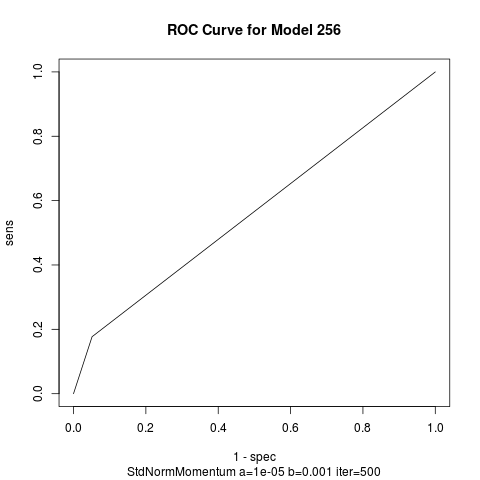 ROC Curve for Model 256
1.0
0.8
0.6
0.4
0.2
0.0
sens
0.0 0.2 0.4 0.6 0.8 1.0
1 - spec
StdNormMomentum a=1e-05 b=0.001 iter=500